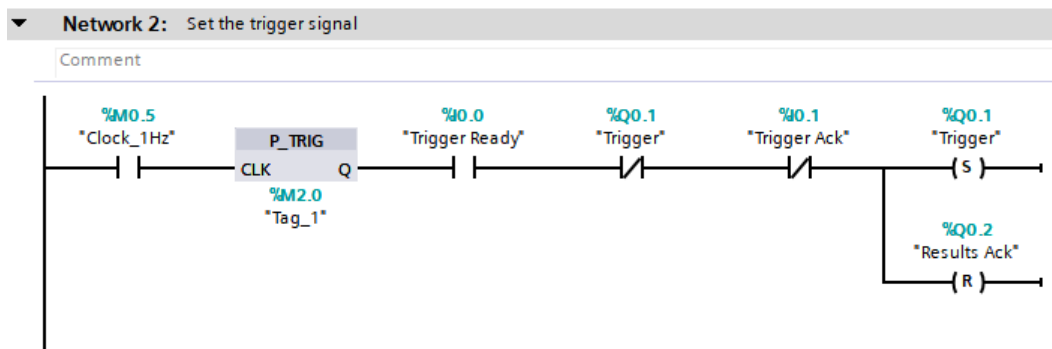 Network 2: Set the trigger signal
Comment
%M0.5
"Clock_1Hz"
P_TRIG
CLK Q
%M2.0
"Tag_1"
%I0.0
"Trigger Ready"
%Q0.1
"Trigger"
%I0.1
"Trigger Ack"
%Q0.1
"Trigger"
S
%Q0.2
"Results Ack"
R